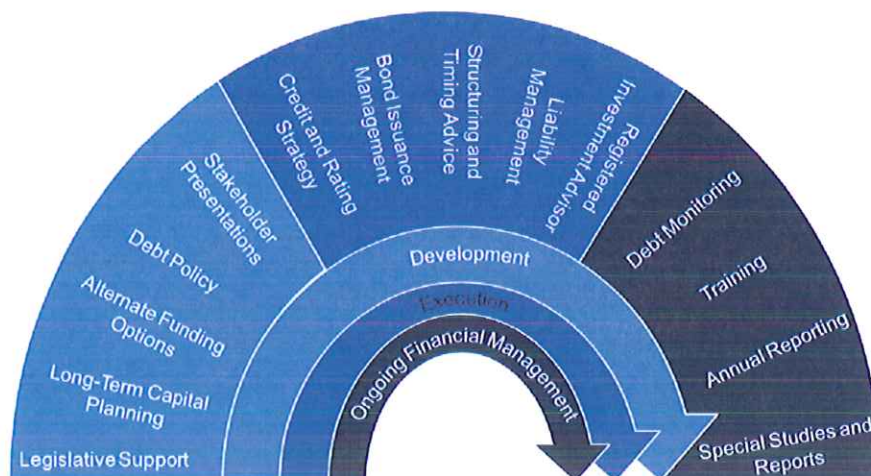 Legislative Support
Long-Term Capital
Planning
Alternate Funding
Options
Debt Policy
Stakeholder
Presentations
Credit and Rating
Strategy
Bond Issuance
Management
Structuring and
Timing Advice
Liability
Management
Registered
Investment Advisor
Debt Monitoring
Training
Annual Reporting
Special Studies and
Reports
Development
Execution
Ongoing Financial Management